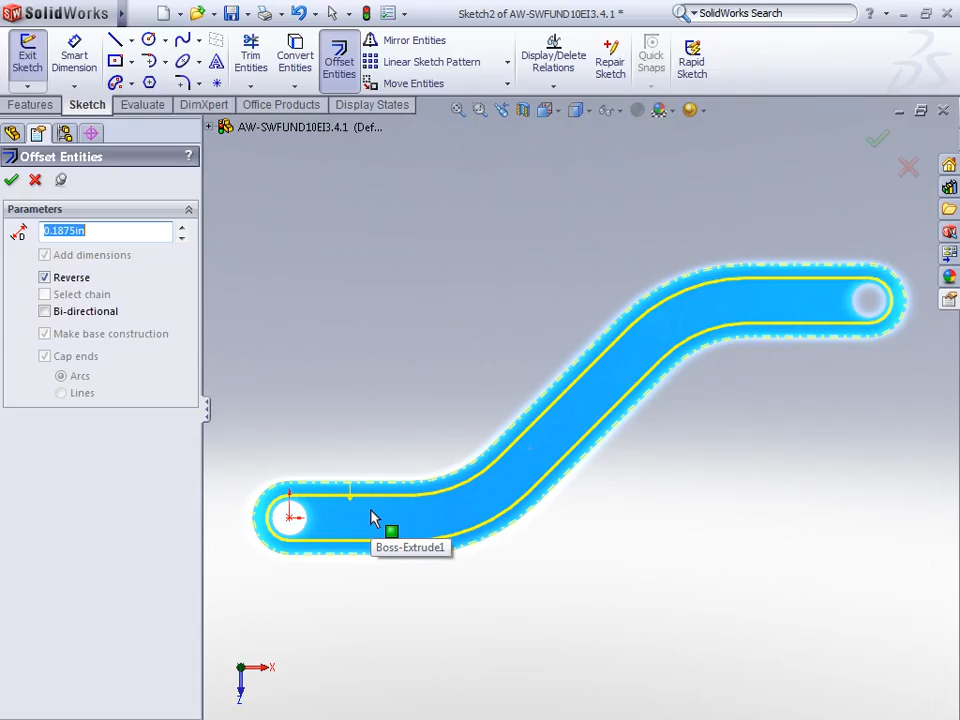 SW SolidWorks
Sketch2 of AW-SWFUND10EI3.4.1 *
SolidWorks Search
?
Exit Sketch
Smart Dimension
Trim Entities
Convert Entities
Offset Entities
Mirror Entities
Linear Sketch Pattern
Move Entities
Display/Delete Relations
Repair Sketch
Quick Snaps
Rapid Sketch
Features
Sketch
Evaluate
DimXpert
Office Products
Display States
AW-SWFUND10EI3.4.1 (Def...
Offset Entities
?
Parameters
D
0.1875in
Add dimensions
Reverse
Select chain
Bi-directional
Make base construction
Cap ends
Arcs
Lines
Boss-Extrude1
X
Z